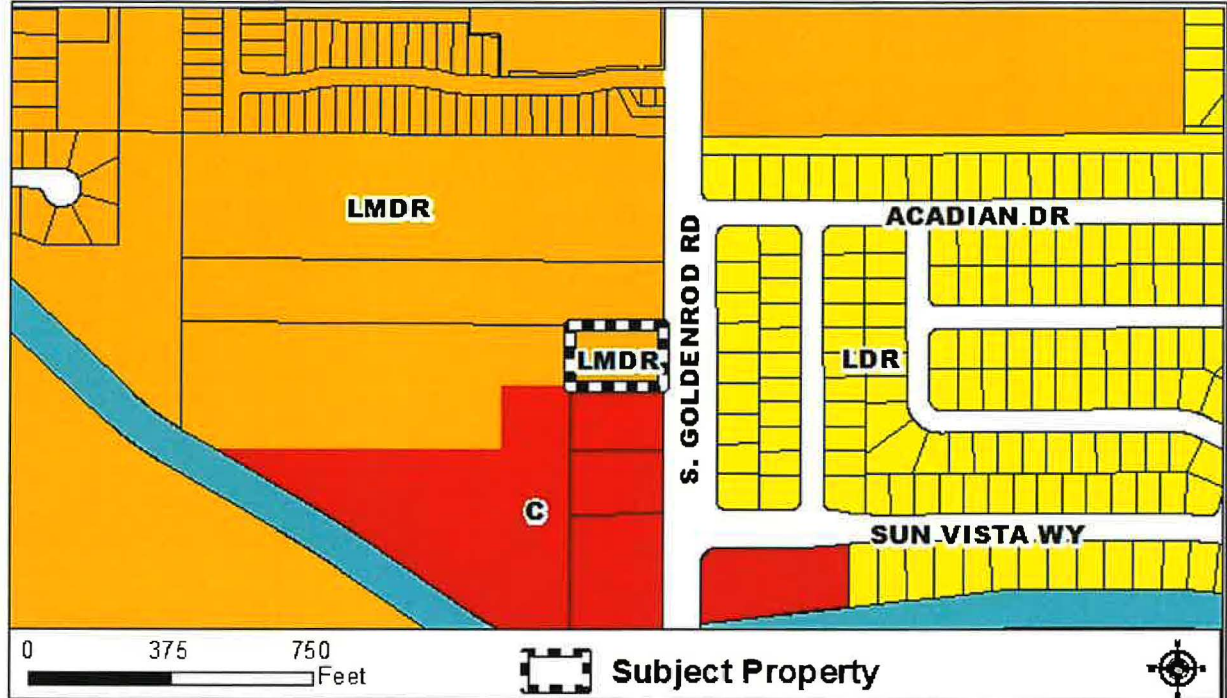 LMDR
ACADIAN DR
S. GOLDENROD RD
LMDR
LDR
C
SUN VISTA WY
0 375 750
Feet
Subject Property